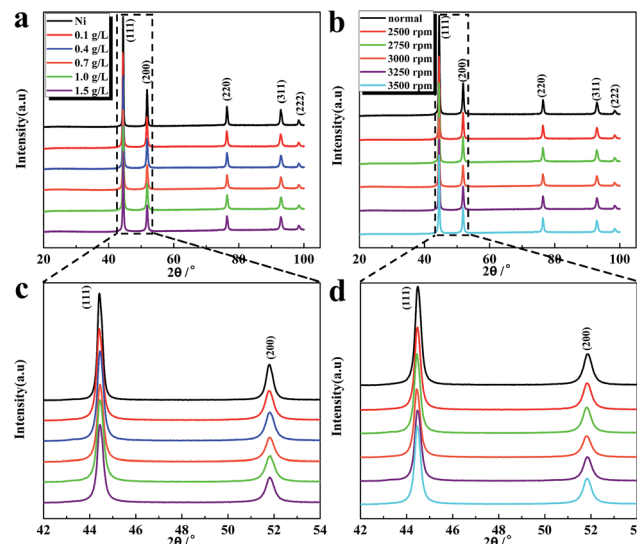 a
Ni
0.1 g/L
0.4 g/L
0.7 g/L
1.0 g/L
1.5 g/L
(111)
(200)
(220)
(311)
(222)
Intensity(a.u)
20 40 60 80 100
2θ /°
b
normal
2500 rpm
2750 rpm
3000 rpm
3250 rpm
3500 rpm
(111)
(200)
(220)
(311)
(222)
Intensity(a.u)
20 40 60 80 100
2θ /°
c
(111)
(200)
Intensity(a.u)
42 44 46 48 50 52 54
2θ /°
d
(111)
(200)
Intensity(a.u)
42 44 46 48 50 52
2θ /°